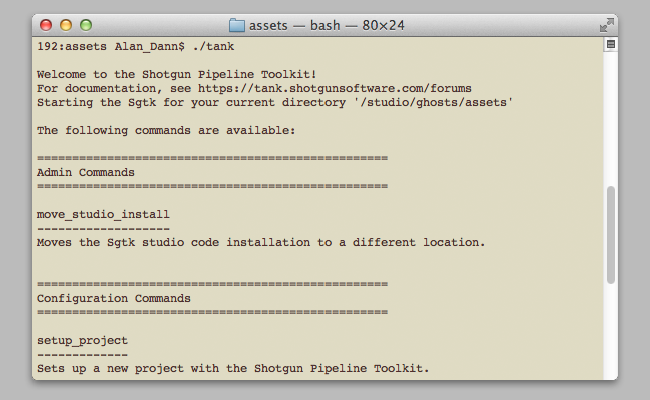 assets — bash — 80×24
192:assets Alan_Dann$ ./tank
Welcome to the Shotgun Pipeline Toolkit!
For documentation, see https://tank.shotgunsoftware.com/forums
Starting the Sgtk for your current directory '/studio/ghosts/assets'
The following commands are available:
==================================================
Admin Commands
==================================================
move_studio_install
-------------------
Moves the Sgtk studio code installation to a different location.
==================================================
Configuration Commands
==================================================
setup_project
-------------
Sets up a new project with the Shotgun Pipeline Toolkit.